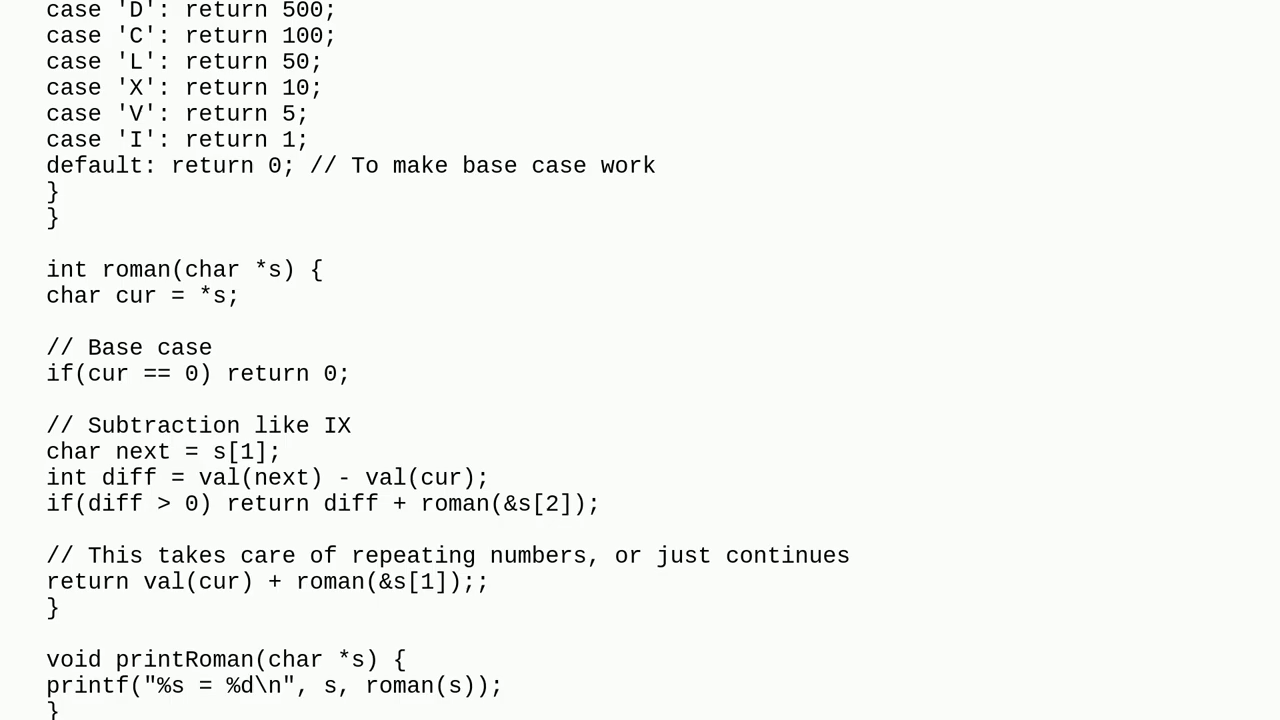 case 'D': return 500;
case 'C': return 100;
case 'L': return 50;
case 'X': return 10;
case 'V': return 5;
case 'I': return 1;
default: return 0; // To make base case work
}
}

int roman(char *s) {
char cur = *s;

// Base case
if(cur == 0) return 0;

// Subtraction like IX
char next = s[1];
int diff = val(next) - val(cur);
if(diff > 0) return diff + roman(&s[2]);

// This takes care of repeating numbers, or just continues
return val(cur) + roman(&s[1]);;
}

void printRoman(char *s) {
printf("%s = %d\n", s, roman(s));
}